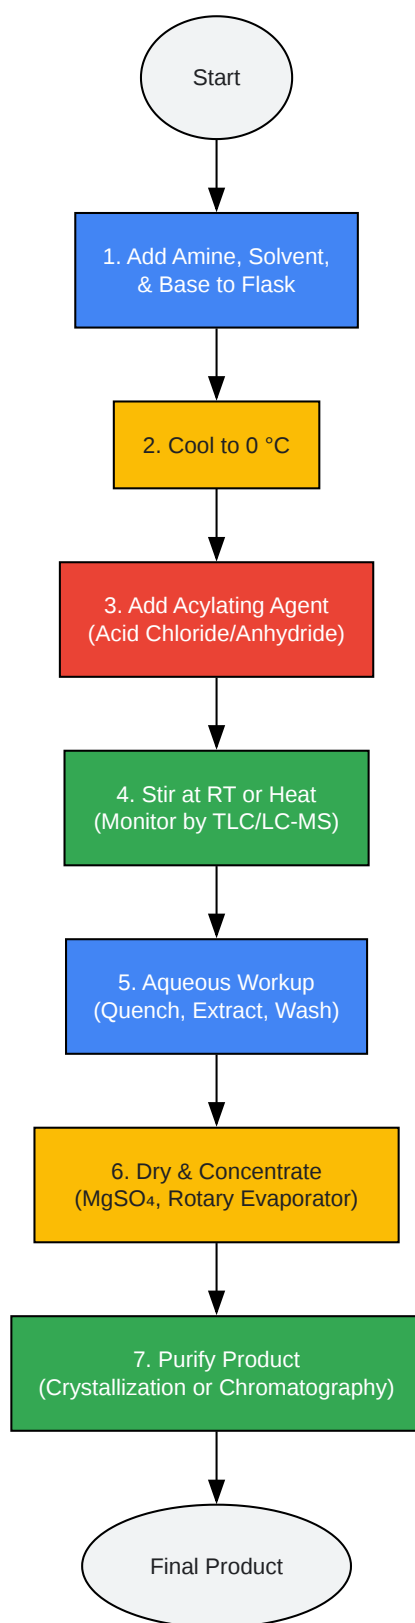 Start
1. Add Amine, Solvent,
& Base to Flask
2. Cool to 0 °C
3. Add Acylating Agent
(Acid Chloride/Anhydride)
4. Stir at RT or Heat
(Monitor by TLC/LC-MS)
5. Aqueous Workup
(Quench, Extract, Wash)
6. Dry & Concentrate
(MgSO₄, Rotary Evaporator)
7. Purify Product
(Crystallization or Chromatography)
Final Product